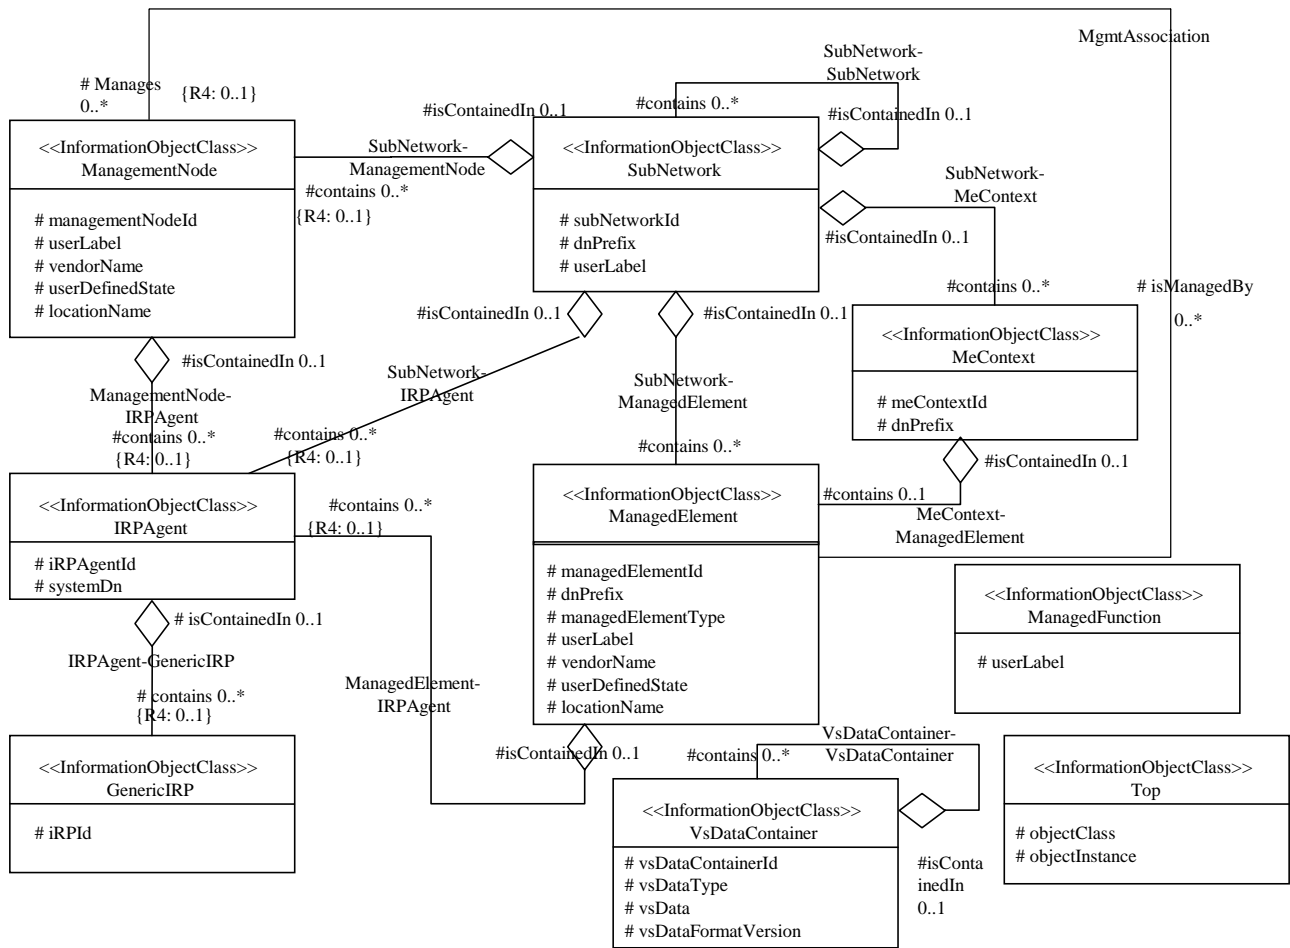 MgmtAssociation
SubNetwork-
SubNetwork
# Manages
0..*
{R4: 0..1}
#isContainedIn 0..1
#contains 0..*
#isContainedIn 0..1
<<InformationObjectClass>>
ManagementNode
# managementNodeId
# userLabel
# vendorName
# userDefinedState
# locationName
SubNetwork-
ManagementNode
#contains 0..*
{R4: 0..1}
<<InformationObjectClass>>
SubNetwork
# subNetworkId
# dnPrefix
# userLabel
SubNetwork-
MeContext
#isContainedIn 0..1
#contains 0..*
# isManagedBy
0..*
#isContainedIn 0..1
#isContainedIn 0..1
<<InformationObjectClass>>
MeContext
# meContextId
# dnPrefix
#isContainedIn 0..1
ManagementNode-
IRPAgent
#contains 0..*
{R4: 0..1}
SubNetwork-
IRPAgent
#contains 0..*
{R4: 0..1}
SubNetwork-
ManagedElement
#contains 0..*
#isContainedIn 0..1
#contains 0..1
MeContext-
ManagedElement
<<InformationObjectClass>>
IRPAgent
# iRPAgentId
# systemDn
#contains 0..*
{R4: 0..1}
<<InformationObjectClass>>
ManagedElement
# managedElementId
# dnPrefix
# managedElementType
# userLabel
# vendorName
# userDefinedState
# locationName
<<InformationObjectClass>>
ManagedFunction
# userLabel
# isContainedIn 0..1
IRPAgent-GenericIRP
# contains 0..*
{R4: 0..1}
ManagedElement-
IRPAgent
#isContainedIn 0..1
<<InformationObjectClass>>
GenericIRP
# iRPId
VsDataContainer-
VsDataContainer
#contains 0..*
<<InformationObjectClass>>
VsDataContainer
# vsDataContainerId
# vsDataType
# vsData
# vsDataFormatVersion
#isConta
inedIn
0..1
<<InformationObjectClass>>
Top
# objectClass
# objectInstance